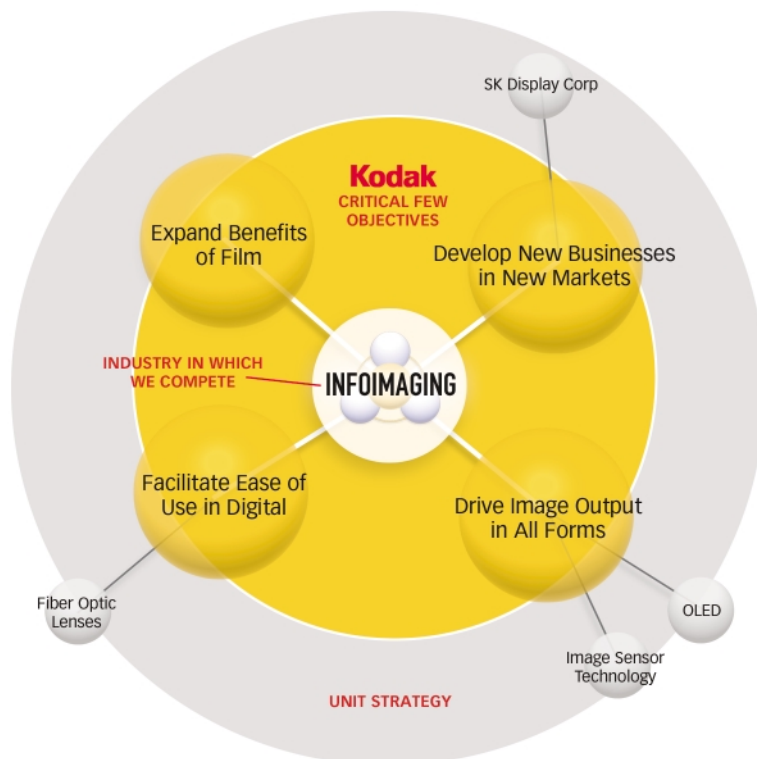 SK Display Corp
Kodak
CRITICAL FEW
OBJECTIVES
Expand Benefits
of Film
Develop New Businesses
in New Markets
INDUSTRY IN WHICH
WE COMPETE
INFOIMAGING
Facilitate Ease of
Use in Digital
Drive Image Output
in All Forms
Fiber Optic
Lenses
OLED
Image Sensor
Technology
UNIT STRATEGY